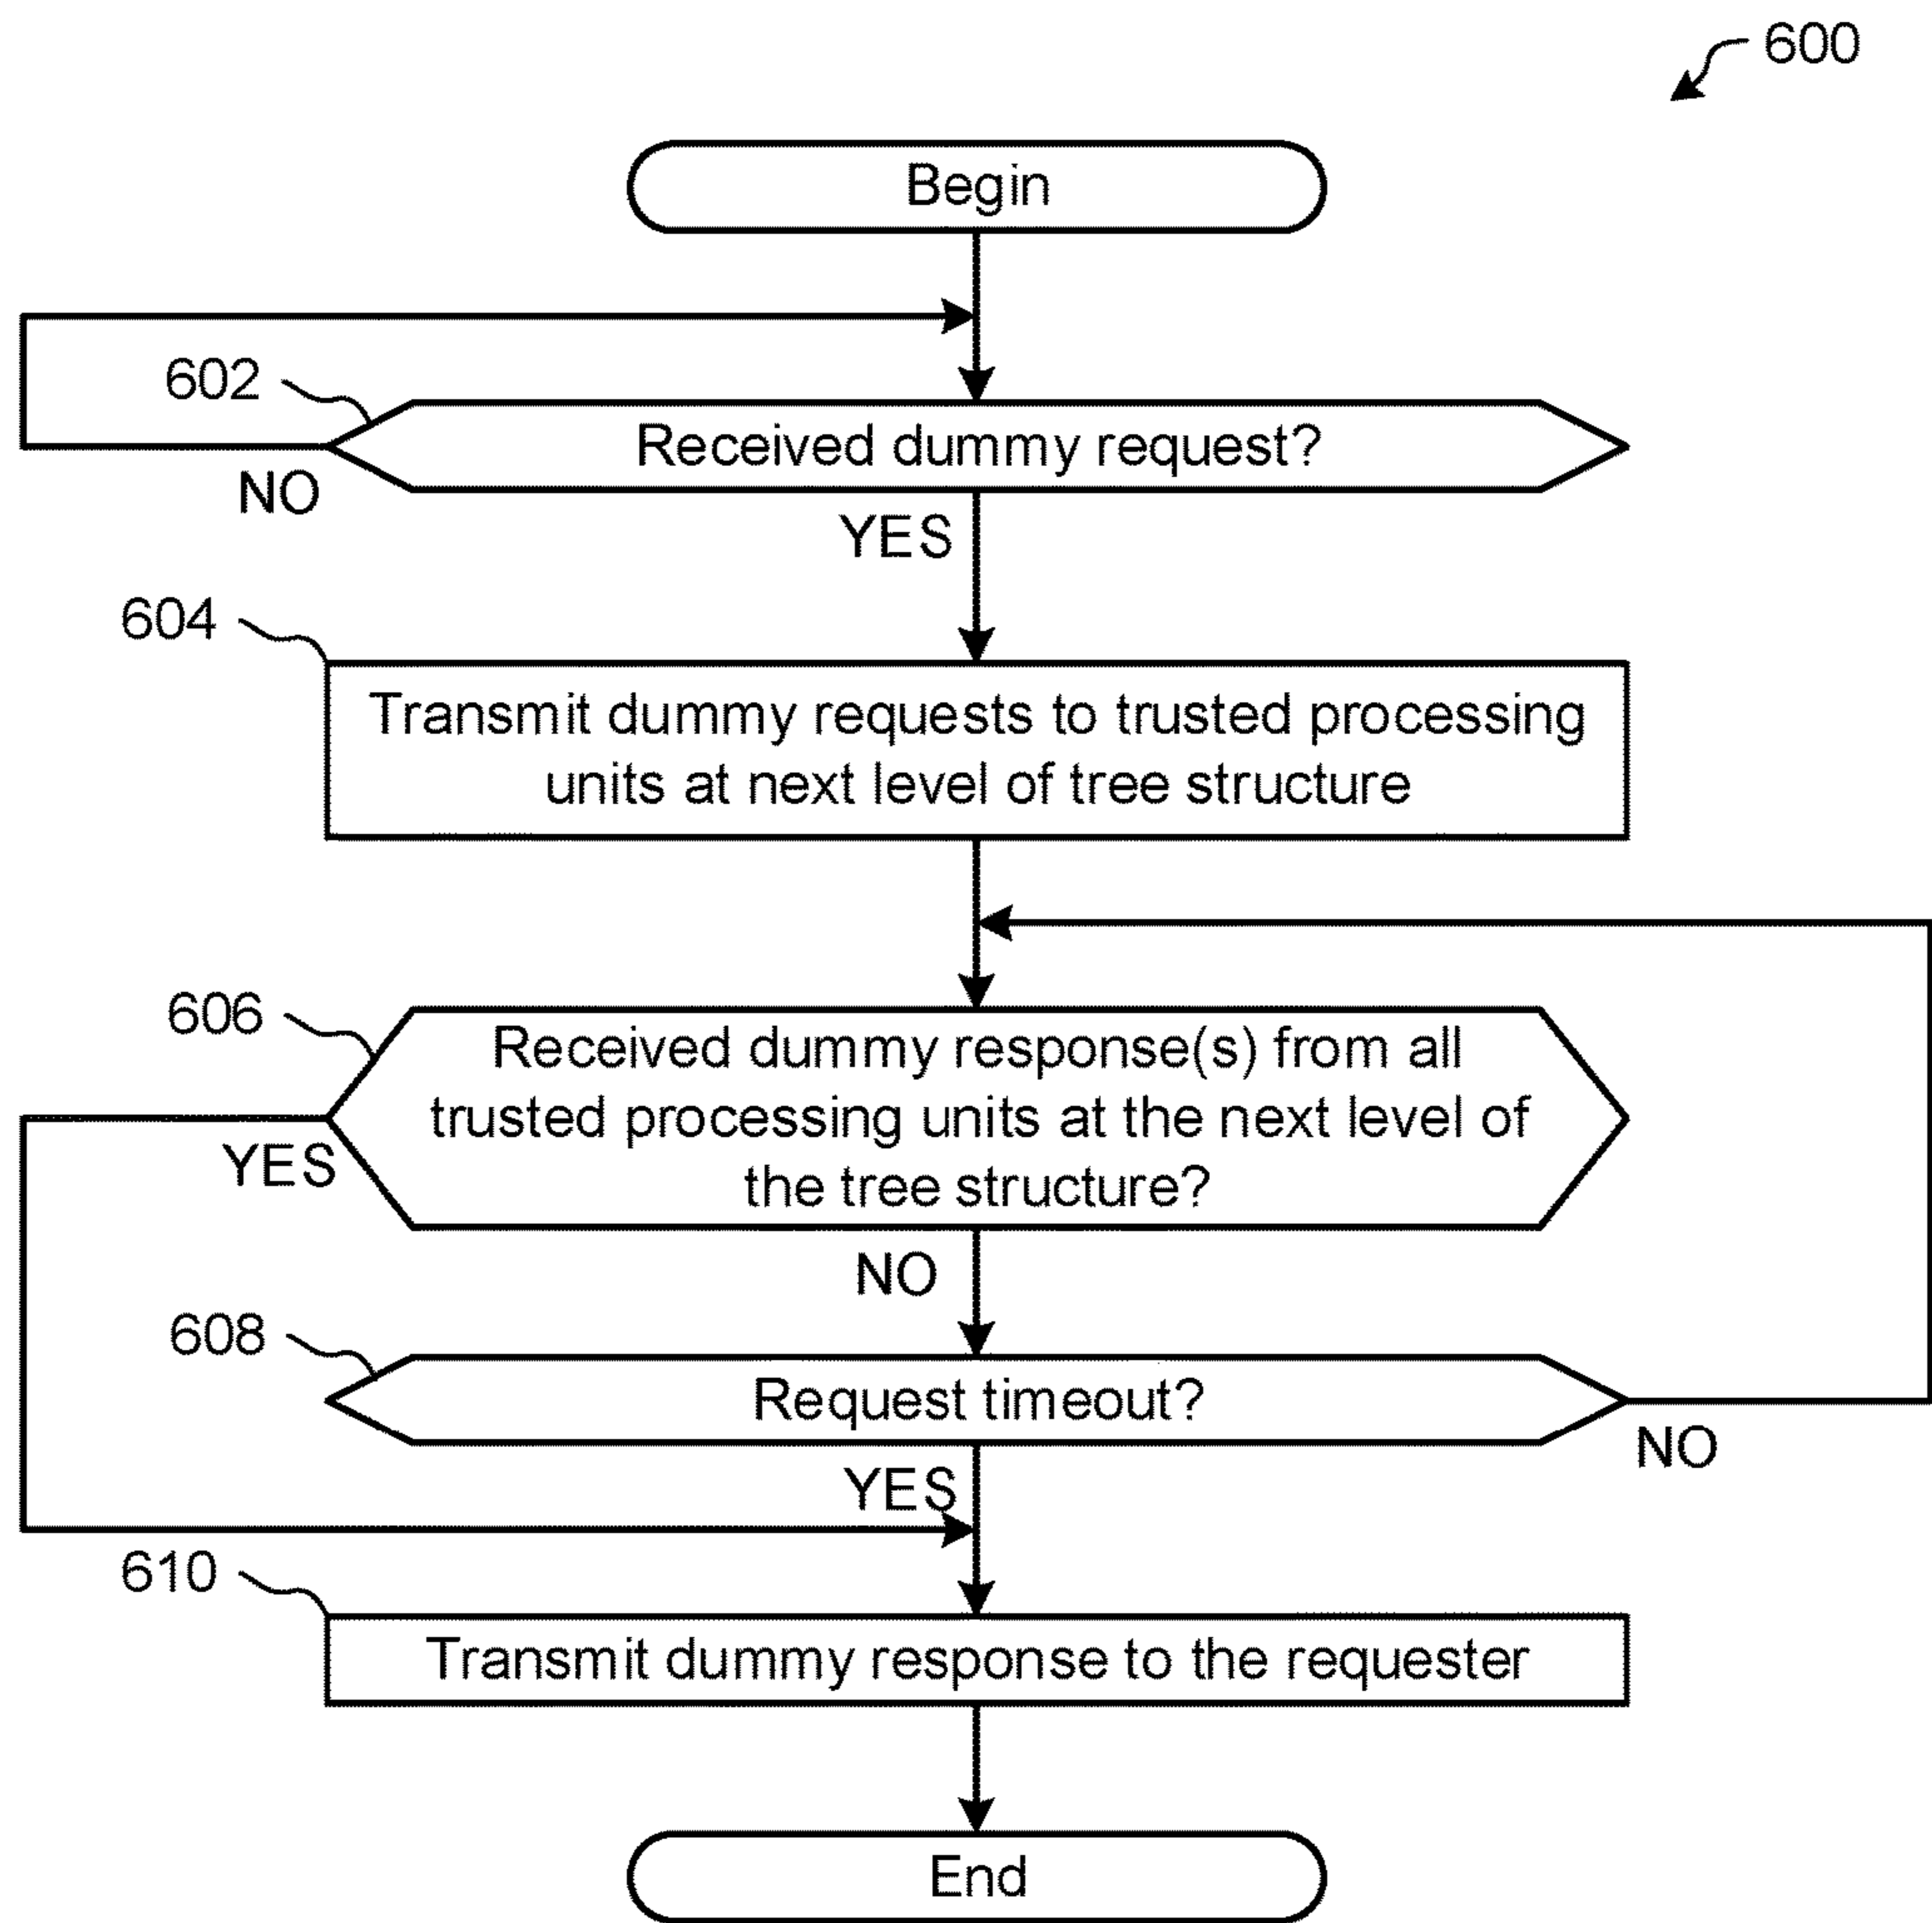 600
Begin
602
Received dummy request?
NO
YES
604
Transmit dummy requests to trusted processing
units at next level of tree structure
606
Received dummy response(s) from all
trusted processing units at the next level of
the tree structure?
YES
NO
608
Request timeout?
NO
YES
610
Transmit dummy response to the requester
End